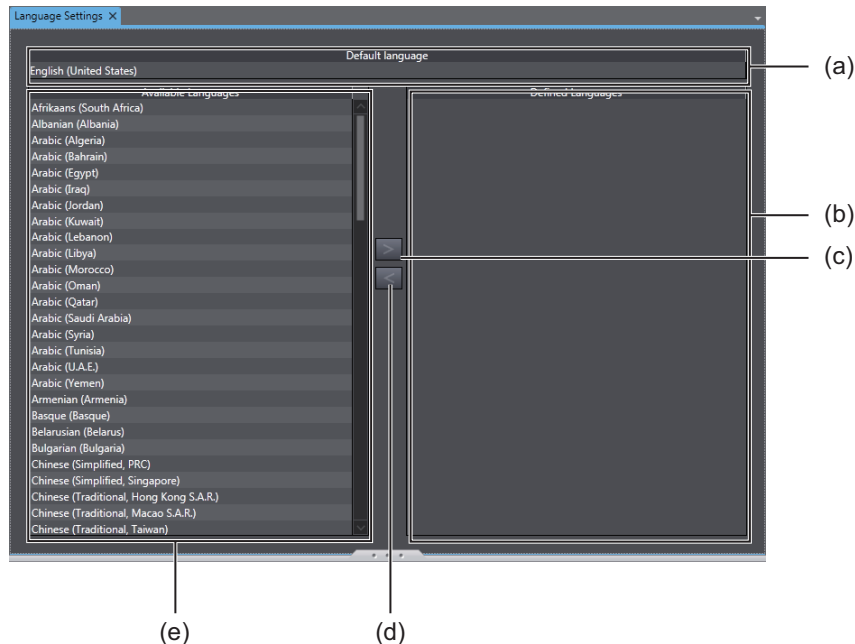 Language Settings X
Default language
English (United States)
(a)
Available Languages
Defined Languages
Afrikaans (South Africa)
Albanian (Albania)
Arabic (Algeria)
Arabic (Bahrain)
Arabic (Egypt)
Arabic (Iraq)
Arabic (Jordan)
Arabic (Kuwait)
(b)
Arabic (Lebanon)
Arabic (Libya)
>
(c)
Arabic (Morocco)
Arabic (Oman)
<
Arabic (Qatar)
Arabic (Saudi Arabia)
Arabic (Syria)
Arabic (Tunisia)
Arabic (U.A.E.)
Arabic (Yemen)
Armenian (Armenia)
Basque (Basque)
Belarusian (Belarus)
Bulgarian (Bulgaria)
Chinese (Simplified, PRC)
Chinese (Simplified, Singapore)
Chinese (Traditional, Hong Kong S.A.R.)
Chinese (Traditional, Macao S.A.R.)
Chinese (Traditional, Taiwan)
(e)
(d)